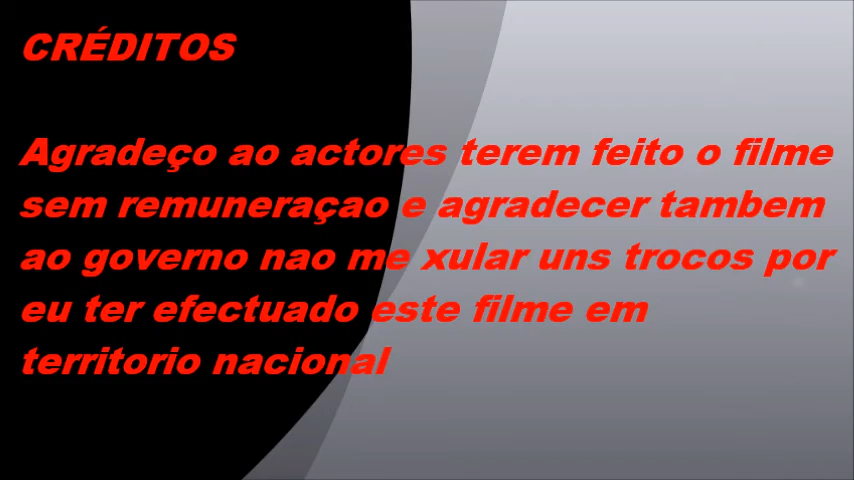 CRÉDITOS
Agradeço ao actores terem feito o filme
sem remuneraçao e agradecer tambem
ao governo nao me xular uns trocos por
eu ter efectuado este filme em
territorio nacional